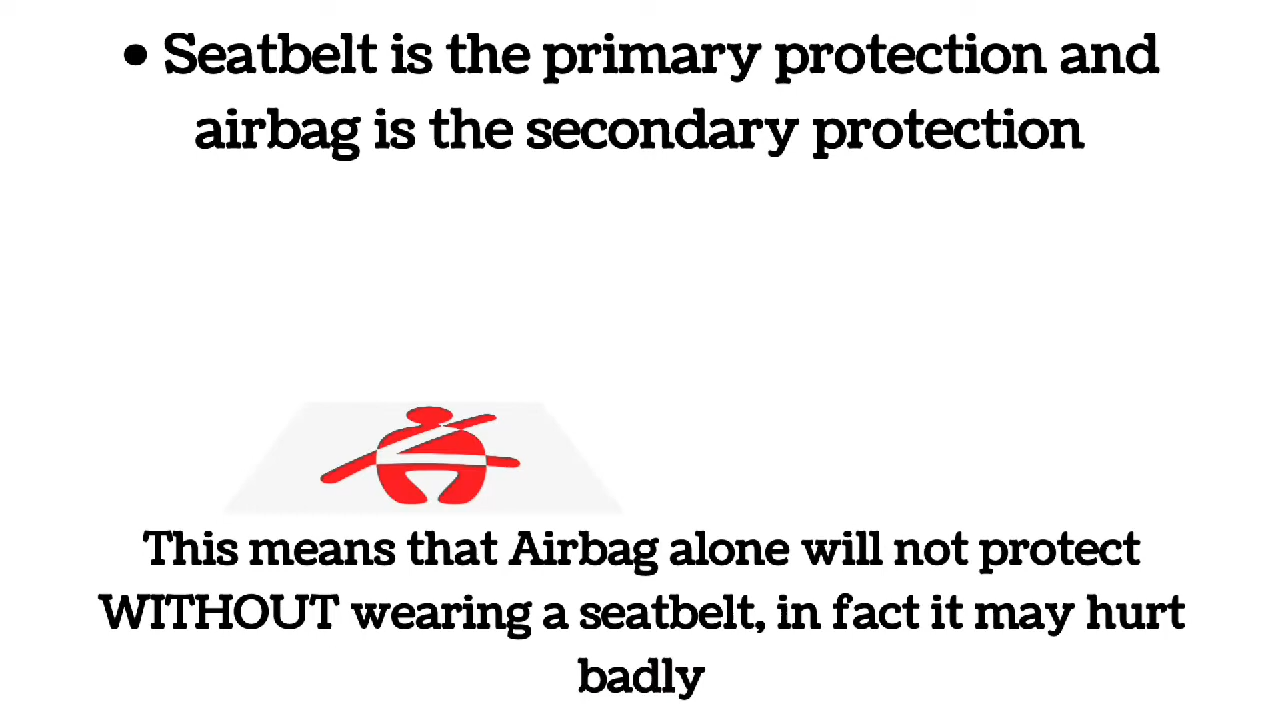 • Seatbelt is the primary protection and
airbag is the secondary protection
This means that Airbag alone will not protect
WITHOUT wearing a seatbelt, in fact it may hurt
badly